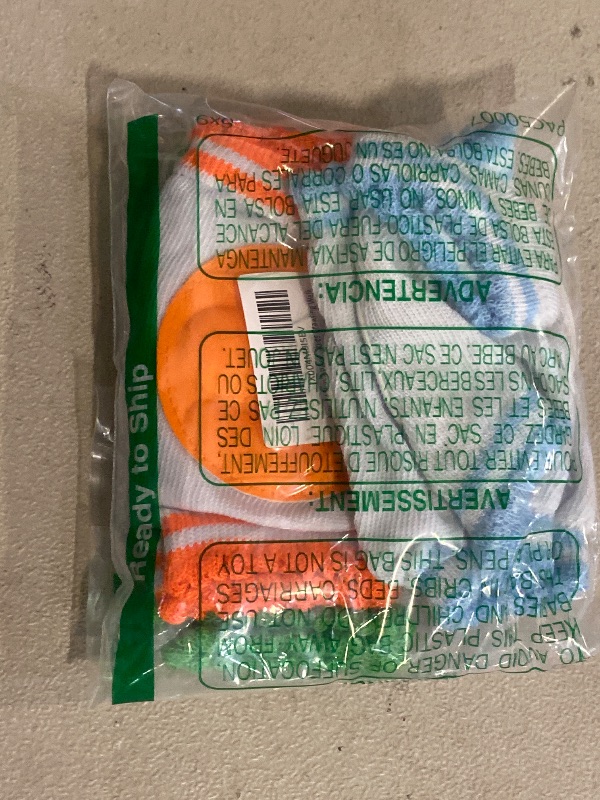 Ready to Ship
TO AVOID DANGER OF SUFFOCATION
KEEP THIS PLASTIC BAG AWAY FROM
BABIES AND CHILDREN. DO NOT USE
THIS BAG IN CRIBS, BEDS, CARRIAGES
OR PLAY PENS. THIS BAG IS NOT A TOY.
AVERTISSEMENT:
TOUT RISQUE D'ETOUFFEMENT,
GARDEZ CE SAC EN PLASTIQUE LOIN DES
BEBES ET LES ENFANTS. N'UTILISEZ PAS CE
SAC DANS LES BERCEAUX, LITS, CHARIOTS OU
PARC AU BEBE. CE SAC N'EST PAS UN JOUET.
ADVERTENCIA:
PARA EVITAR EL PELIGRO DE ASFIXIA MANTENGA
ESTA BOLSA DE PLASTICO FUERA DEL ALCANCE
DE BEBES Y NINOS. NO USAR ESTA BOLSA EN
CUNAS, CAMAS, CARRIOLAS O CORRALES PARA
BEBES. ESTA BOLSA NO ES UN JUGUETE.
PAC50007